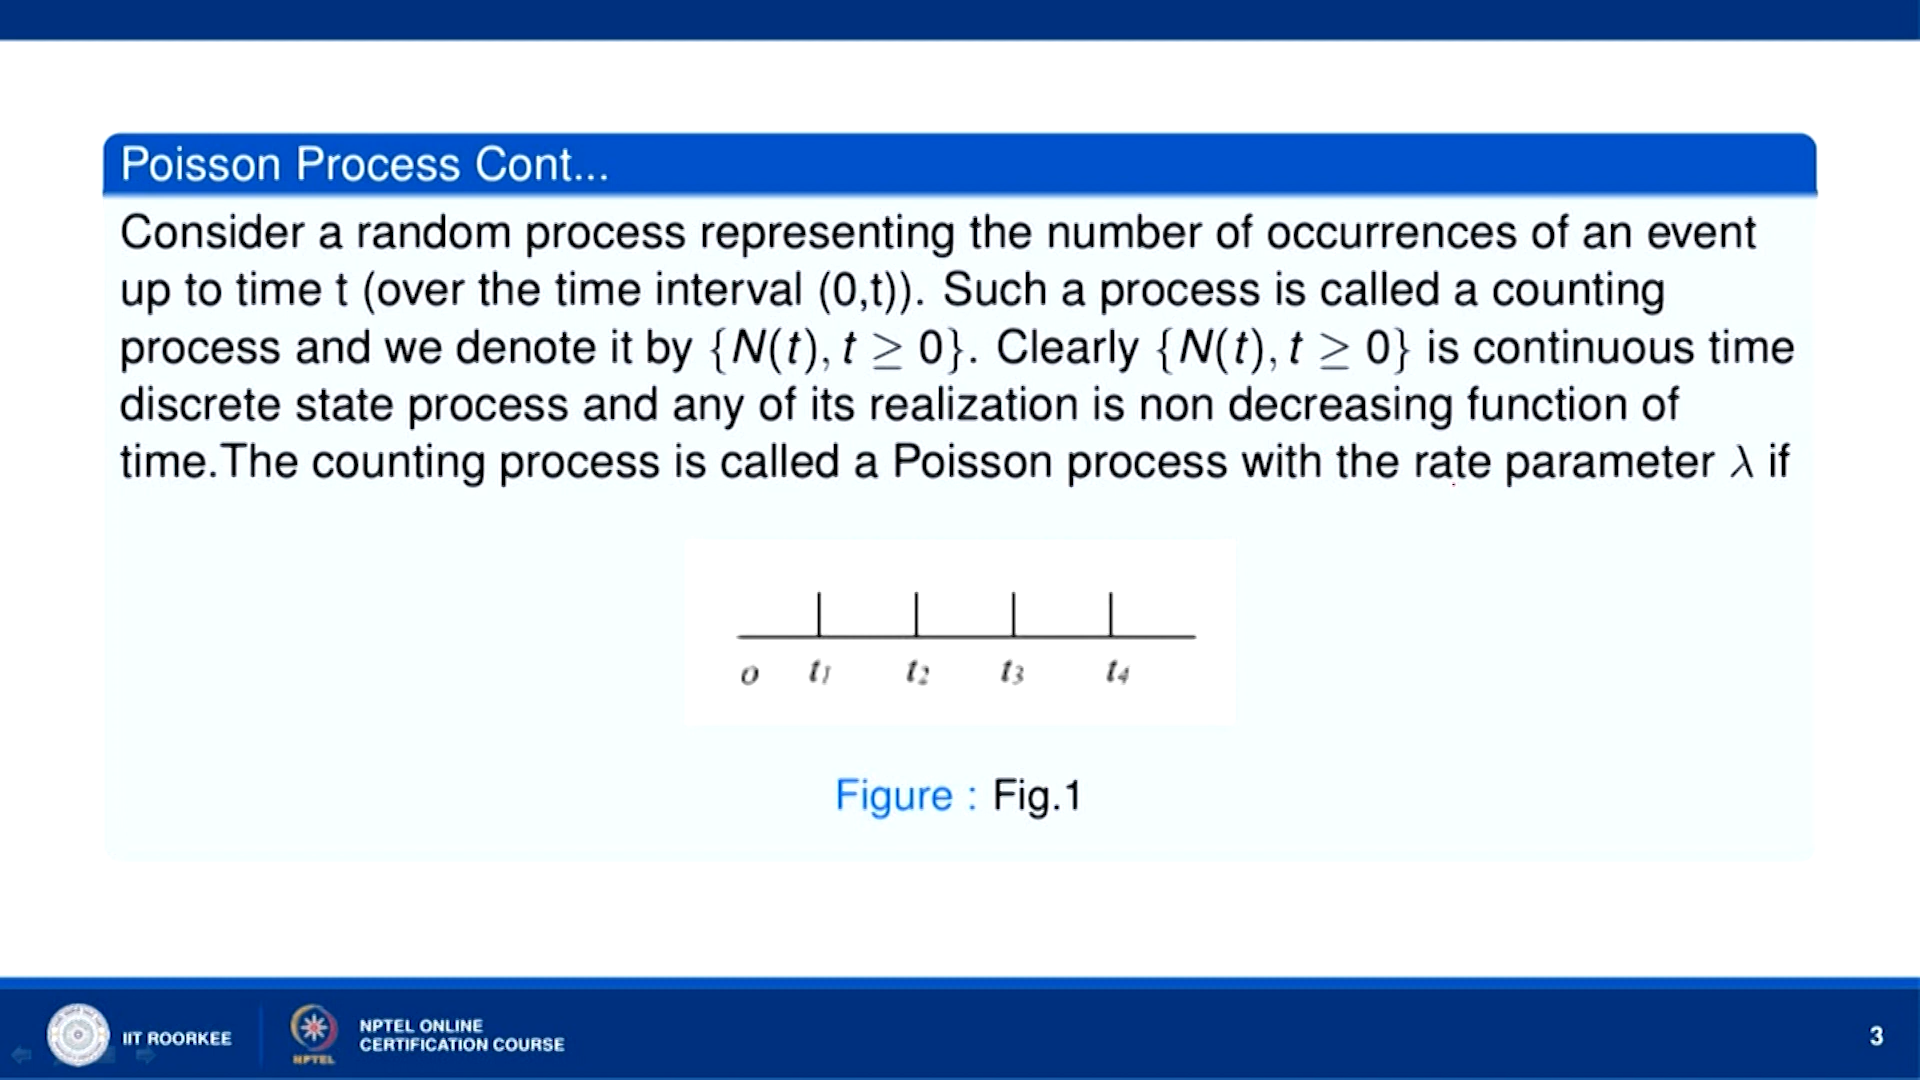 Poisson Process Cont...
Consider a random process representing the number of occurrences of an event
up to time t (over the time interval (0,t)). Such a process is called a counting
process and we denote it by {N(t), t ≥ 0}. Clearly {N(t), t ≥ 0} is continuous time
discrete state process and any of its realization is non decreasing function of
time.The counting process is called a Poisson process with the rate parameter λ if
o t₁ t₂ t₃ t₄
Figure : Fig.1
IIT ROORKEE
NPTEL
NPTEL ONLINE
CERTIFICATION COURSE
3